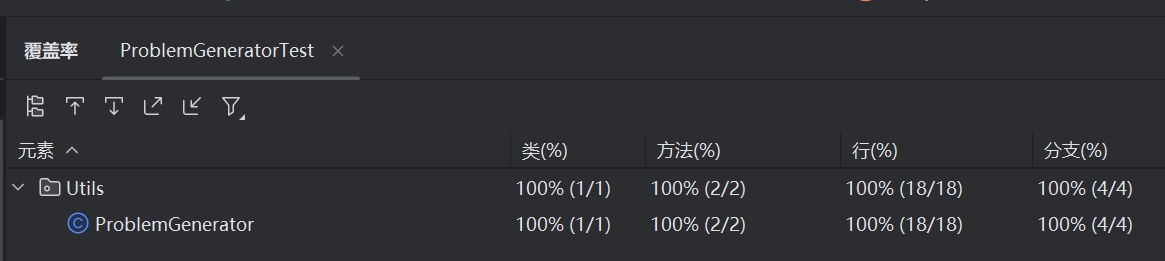 覆盖率 ProblemGeneratorTest
元素 类(%) 方法(%) 行(%) 分支(%)
Utils 100% (1/1) 100% (2/2) 100% (18/18) 100% (4/4)
ProblemGenerator 100% (1/1) 100% (2/2) 100% (18/18) 100% (4/4)